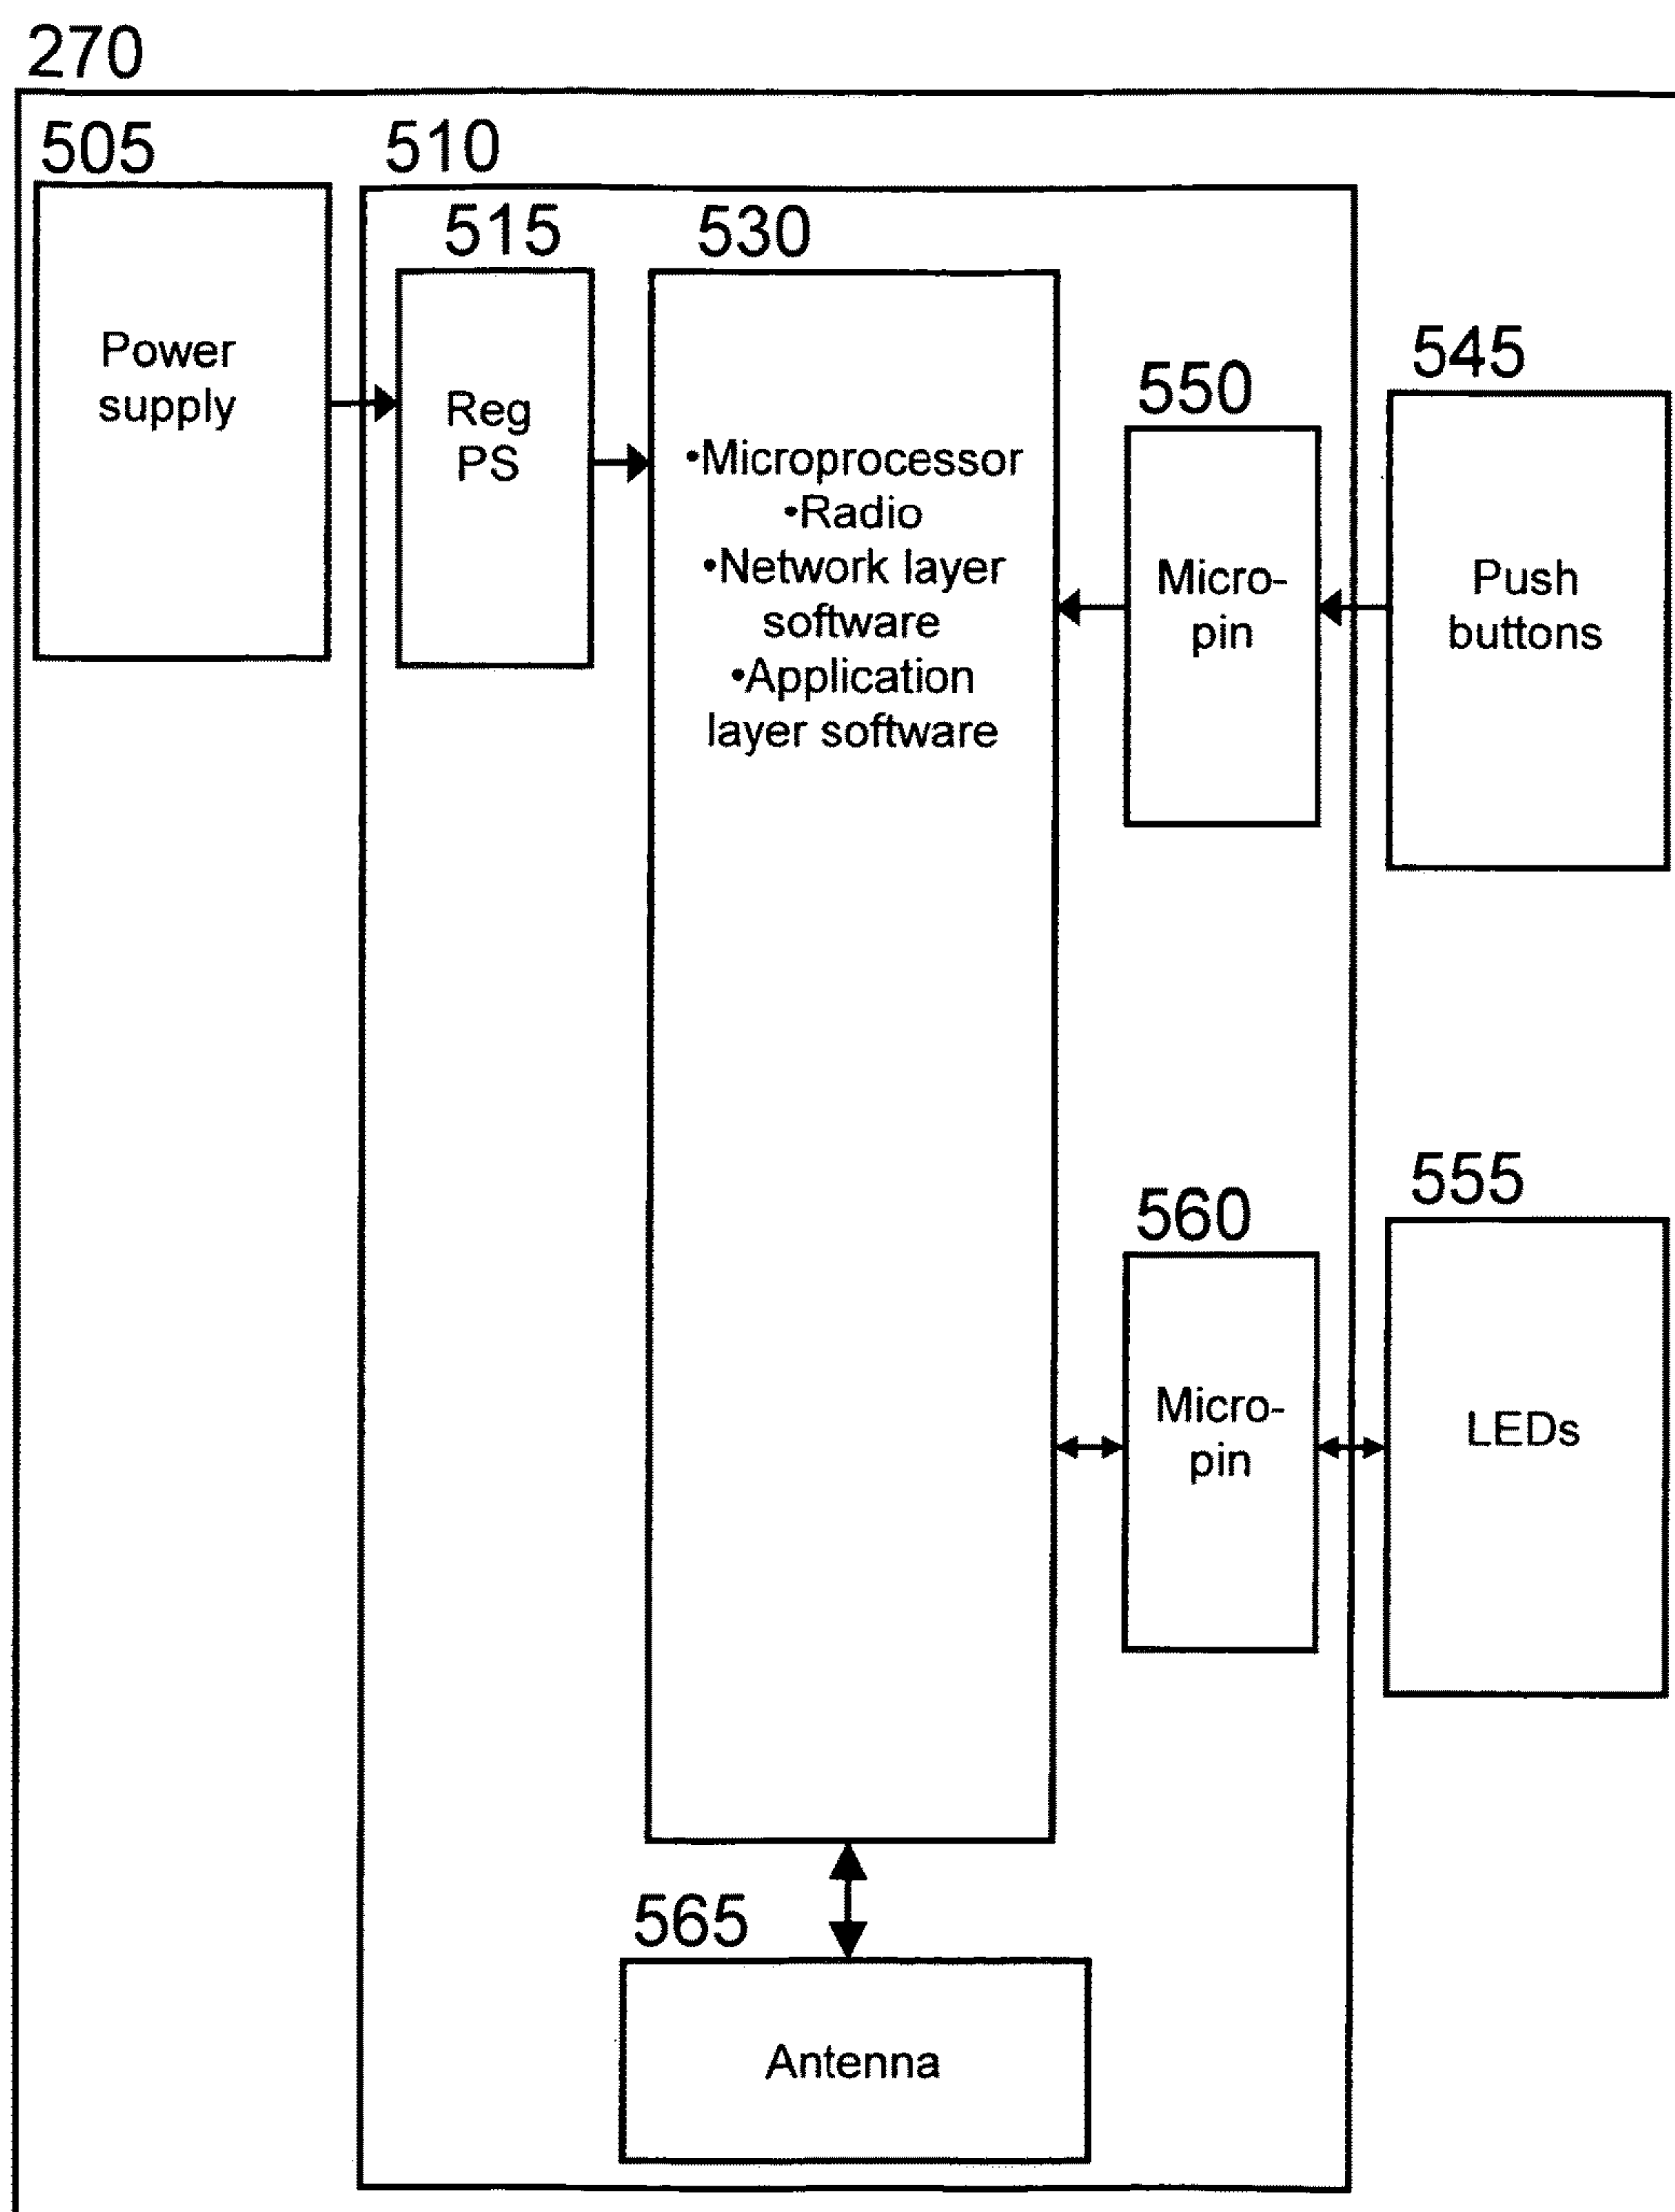 270
505
510
515
530
Power
supply
Reg
PS
•Microprocessor
•Radio
•Network layer
software
•Application
layer software
550
Micro-
pin
545
Push
buttons
560
Micro-
pin
555
LEDs
565
Antenna